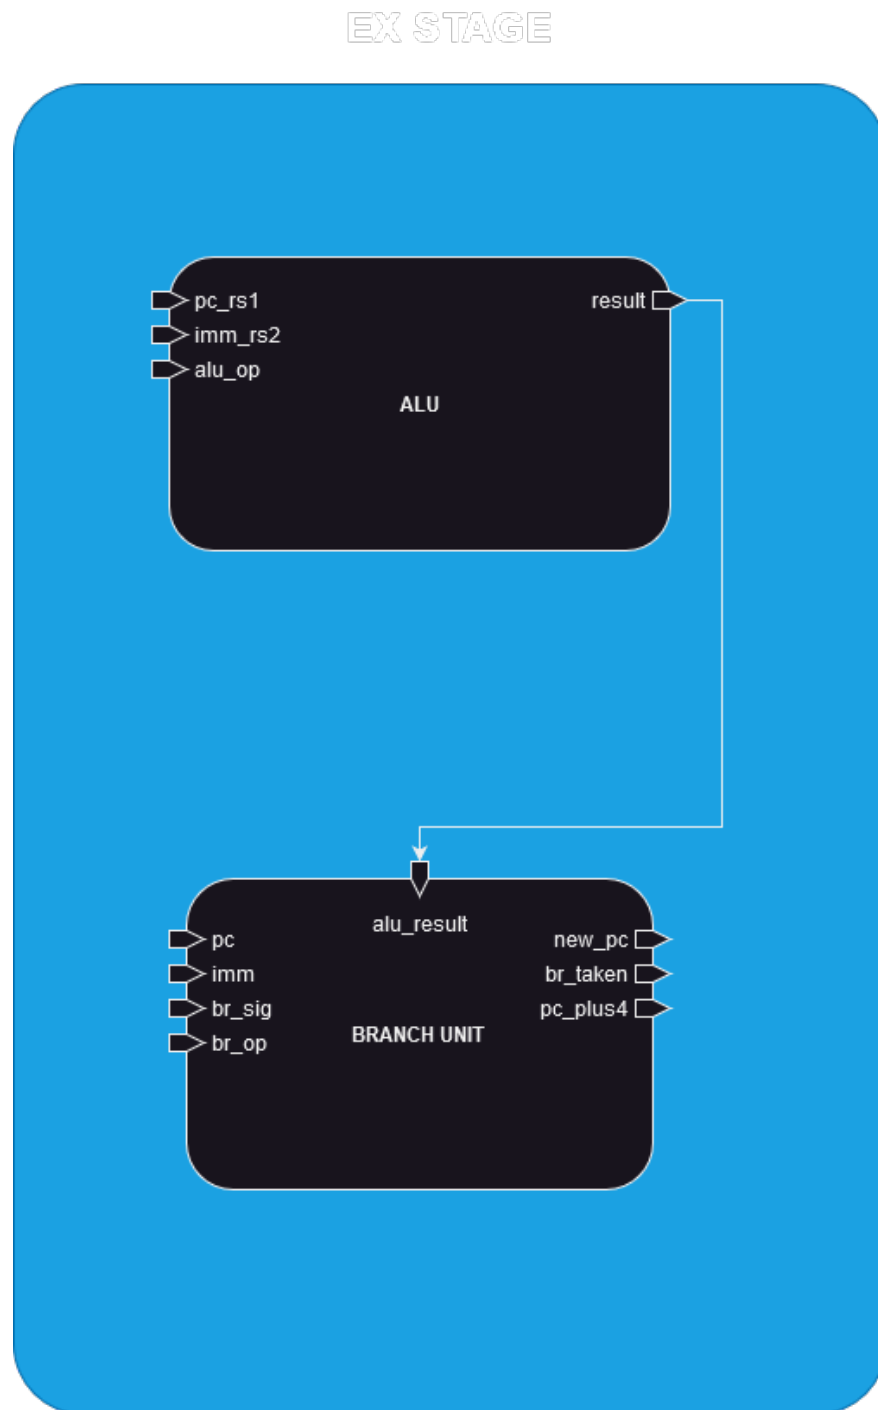 EX STAGE
pc_rs1
imm_rs2
alu_op
result
ALU
alu_result
pc
imm
br_sig
br_op
new_pc
br_taken
pc_plus4
BRANCH UNIT